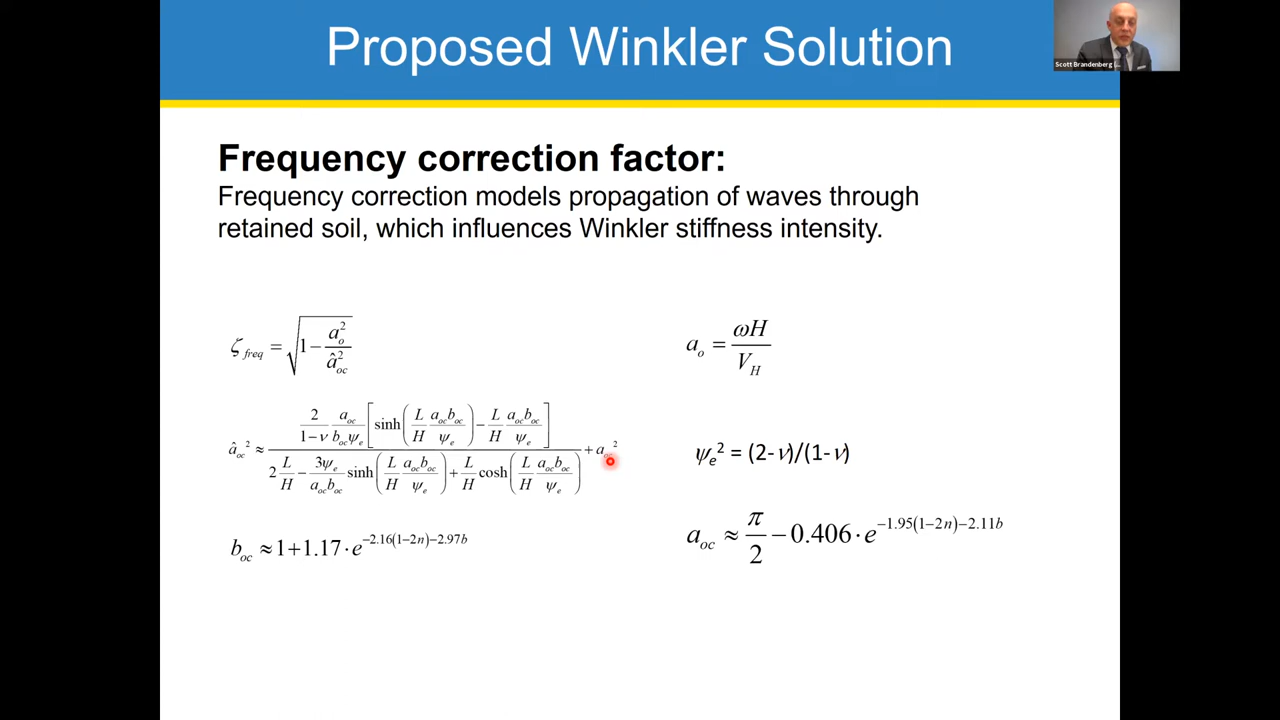 Proposed Winkler Solution
Scott Brandenberg
Frequency correction factor:
Frequency correction models propagation of waves through
retained soil, which influences Winkler stiffness intensity.
ζ_freq = √(1 − a_o² / â_oc²)
a_o = ωH / V_H
â_oc² ≈ (2/(1−ν) a_oc/(b_oc ψ_e) [sinh(L/H a_oc b_oc/ψ_e) − L/H a_oc b_oc/ψ_e]) / (2 L/H − 3ψ_e/(a_oc b_oc) sinh(L/H a_oc b_oc/ψ_e) + L/H cosh(L/H a_oc b_oc/ψ_e)) + a_oc²
ψ_e² = (2-ν)/(1-ν)
b_oc ≈ 1+1.17·e^(−2.16(1−2n)−2.97b)
a_oc ≈ π/2 − 0.406·e^(−1.95(1−2n)−2.11b)